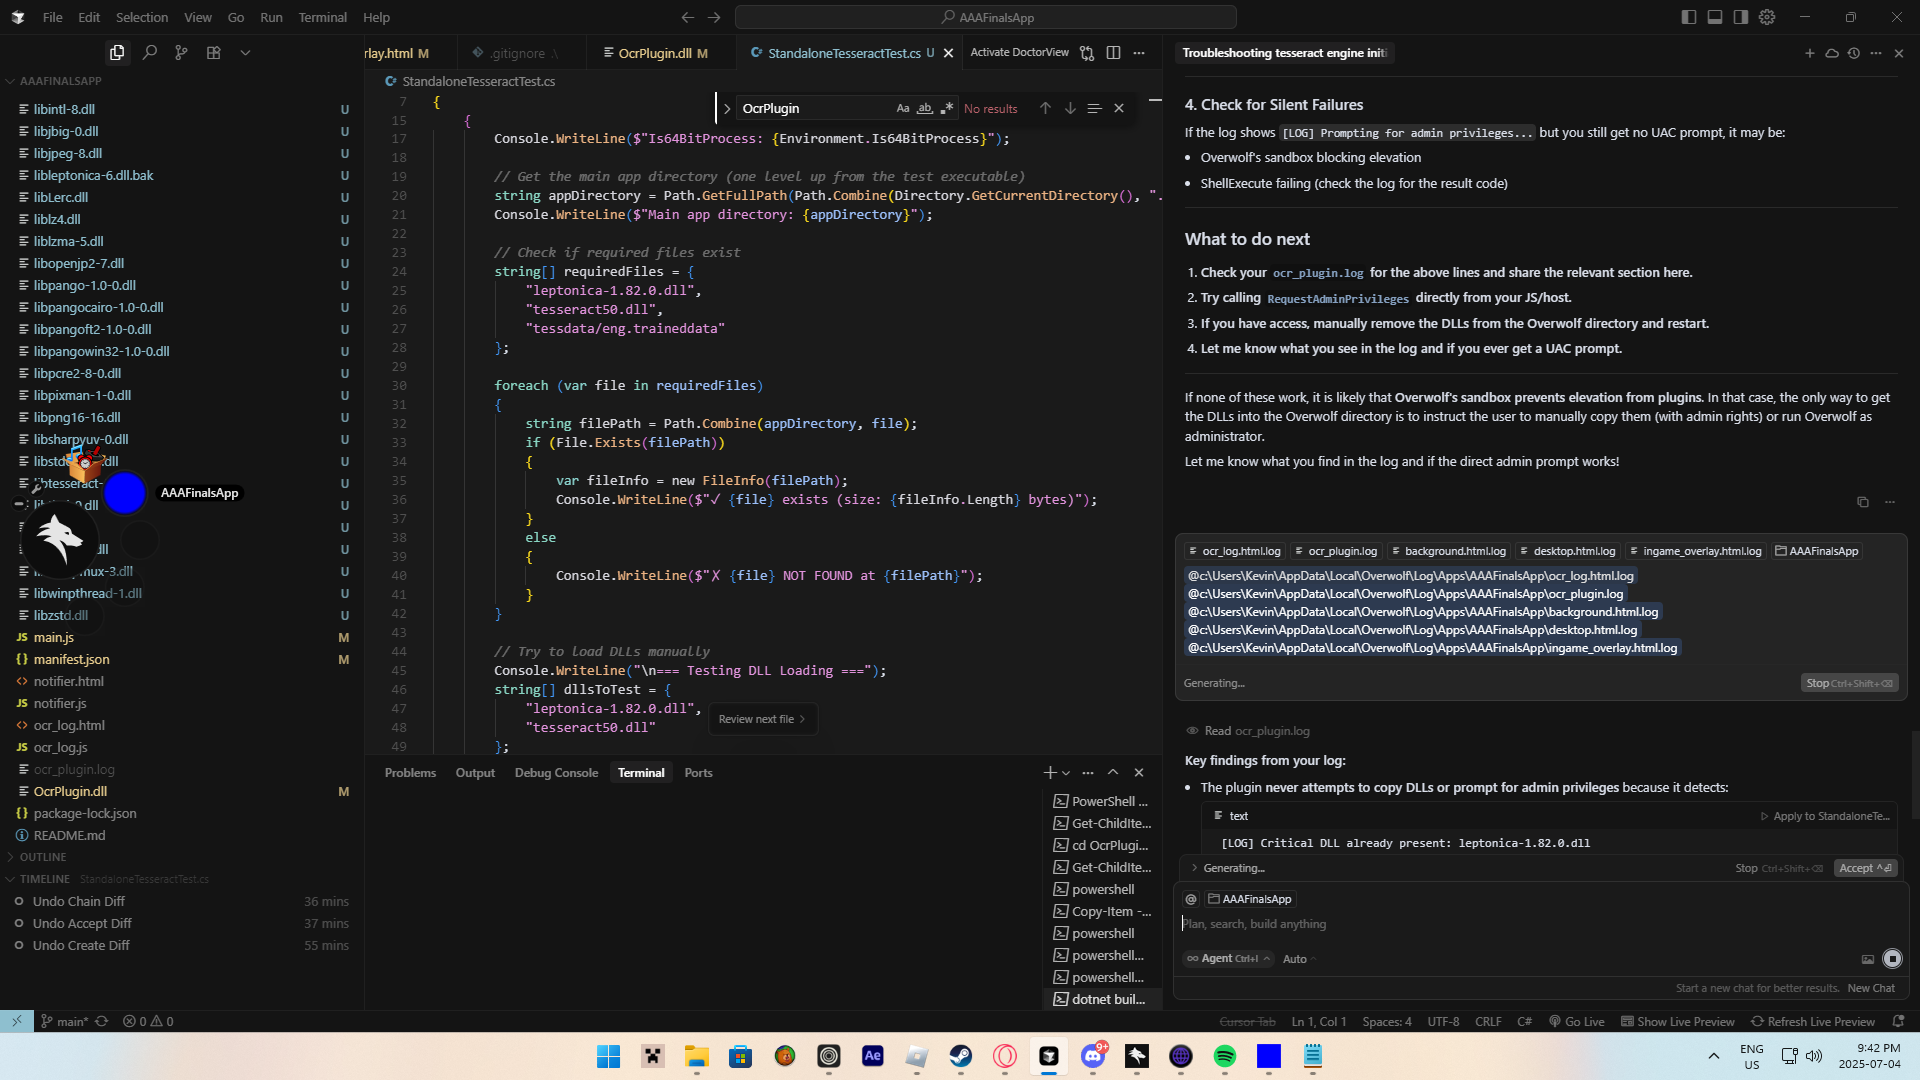 File Edit Selection View Go Run Terminal Help
AAAFinalsApp
AAAFINALSAPP
libintl-8.dll U
libjbig-0.dll U
libjpeg-8.dll U
libleptonica-6.dll.bak U
libLerc.dll U
liblz4.dll U
liblzma-5.dll U
libopenjp2-7.dll U
libpango-1.0-0.dll U
libpangocairo-1.0-0.dll U
libpangoft2-1.0-0.dll U
libpangowin32-1.0-0.dll U
libpcre2-8-0.dll U
libpixman-1-0.dll U
libpng16-16.dll U
libsharpyuv-0.dll U
libstd dll U
libtesseract- U
dll U
U
dll U
mux-3.dll U
libwinpthread-1.dll U
libzstd.dll U
AAAFinalsApp
JS main.js M
{} manifest.json M
<> notifier.html
JS notifier.js
<> ocr_log.html
JS ocr_log.js
ocr_plugin.log
OcrPlugin.dll M
{} package-lock.json
README.md
OUTLINE
TIMELINE StandaloneTesseractTest.cs
Undo Chain Diff 36 mins
Undo Accept Diff 37 mins
Undo Create Diff 55 mins
rlay.html M .gitignore .\ OcrPlugin.dll M StandaloneTesseractTest.cs U Activate DoctorView
StandaloneTesseractTest.cs
OcrPlugin Aa ab No results
7 {
15 {
17 Console.WriteLine($"Is64BitProcess: {Environment.Is64BitProcess}");
18
19 // Get the main app directory (one level up from the test executable)
20 string appDirectory = Path.GetFullPath(Path.Combine(Directory.GetCurrentDirectory(), ".
21 Console.WriteLine($"Main app directory: {appDirectory}");
22
23 // Check if required files exist
24 string[] requiredFiles = {
25 "leptonica-1.82.0.dll",
26 "tesseract50.dll",
27 "tessdata/eng.traineddata"
28 };
29
30 foreach (var file in requiredFiles)
31 {
32 string filePath = Path.Combine(appDirectory, file);
33 if (File.Exists(filePath))
34 {
35 var fileInfo = new FileInfo(filePath);
36 Console.WriteLine($"✓ {file} exists (size: {fileInfo.Length} bytes)");
37 }
38 else
39 {
40 Console.WriteLine($"✗ {file} NOT FOUND at {filePath}");
41 }
42 }
43
44 // Try to load DLLs manually
45 Console.WriteLine("\n=== Testing DLL Loading ===");
46 string[] dllsToTest = {
47 "leptonica-1.82.0.dll",
48 "tesseract50.dll"
49 };
Review next file
Problems Output Debug Console Terminal Ports
PowerShell ...
Get-ChildIte...
cd OcrPlugi...
Get-ChildIte...
powershell
Copy-Item -...
powershell
powershell...
powershell...
dotnet buil...
Troubleshooting tesseract engine initi
4. Check for Silent Failures
If the log shows [LOG] Prompting for admin privileges... but you still get no UAC prompt, it may be:
• Overwolf's sandbox blocking elevation
• ShellExecute failing (check the log for the result code)
What to do next
1. Check your ocr_plugin.log for the above lines and share the relevant section here.
2. Try calling RequestAdminPrivileges directly from your JS/host.
3. If you have access, manually remove the DLLs from the Overwolf directory and restart.
4. Let me know what you see in the log and if you ever get a UAC prompt.
If none of these work, it is likely that Overwolf's sandbox prevents elevation from plugins. In that case, the only way to get
the DLLs into the Overwolf directory is to instruct the user to manually copy them (with admin rights) or run Overwolf as
administrator.
Let me know what you find in the log and if the direct admin prompt works!
ocr_log.html.log ocr_plugin.log background.html.log desktop.html.log ingame_overlay.html.log AAAFinalsApp
@c:\Users\Kevin\AppData\Local\Overwolf\Log\Apps\AAAFinalsApp\ocr_log.html.log
@c:\Users\Kevin\AppData\Local\Overwolf\Log\Apps\AAAFinalsApp\ocr_plugin.log
@c:\Users\Kevin\AppData\Local\Overwolf\Log\Apps\AAAFinalsApp\background.html.log
@c:\Users\Kevin\AppData\Local\Overwolf\Log\Apps\AAAFinalsApp\desktop.html.log
@c:\Users\Kevin\AppData\Local\Overwolf\Log\Apps\AAAFinalsApp\ingame_overlay.html.log
Generating... Stop Ctrl+Shift+⌫
Read ocr_plugin.log
Key findings from your log:
• The plugin never attempts to copy DLLs or prompt for admin privileges because it detects:
text Apply to StandaloneTe...
[LOG] Critical DLL already present: leptonica-1.82.0.dll
Generating... Stop Ctrl+Shift+⌫ Accept ^⏎
@ AAAFinalsApp
Plan, search, build anything
∞ Agent Ctrl+I Auto
Start a new chat for better results. New Chat
main* 0 0 Cursor Tab Ln 1, Col 1 Spaces: 4 UTF-8 CRLF C# Go Live Show Live Preview Refresh Live Preview
Ae 9+ ENG US 9:42 PM
2025-07-04